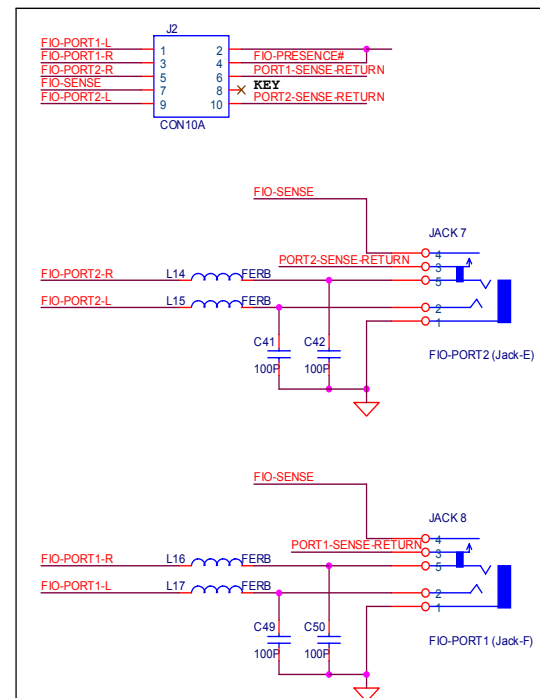 J2
FIO-PORT1-L 1 2
FIO-PORT1-R 3 4 FIO-PRESENCE#
FIO-PORT2-R 5 6 PORT1-SENSE-RETURN
FIO-SENSE 7 8 KEY
FIO-PORT2-L 9 10 PORT2-SENSE-RETURN
CON10A
FIO-SENSE
JACK 7
4
PORT2-SENSE-RETURN 3
FIO-PORT2-R L14 FERB 5
FIO-PORT2-L L15 FERB 2
1
C41 C42
100P 100P
FIO-PORT2 (Jack-E)
FIO-SENSE
JACK 8
4
PORT1-SENSE-RETURN 3
FIO-PORT1-R L16 FERB 5
FIO-PORT1-L L17 FERB 2
1
C49 C50
100P 100P
FIO-PORT1 (Jack-F)